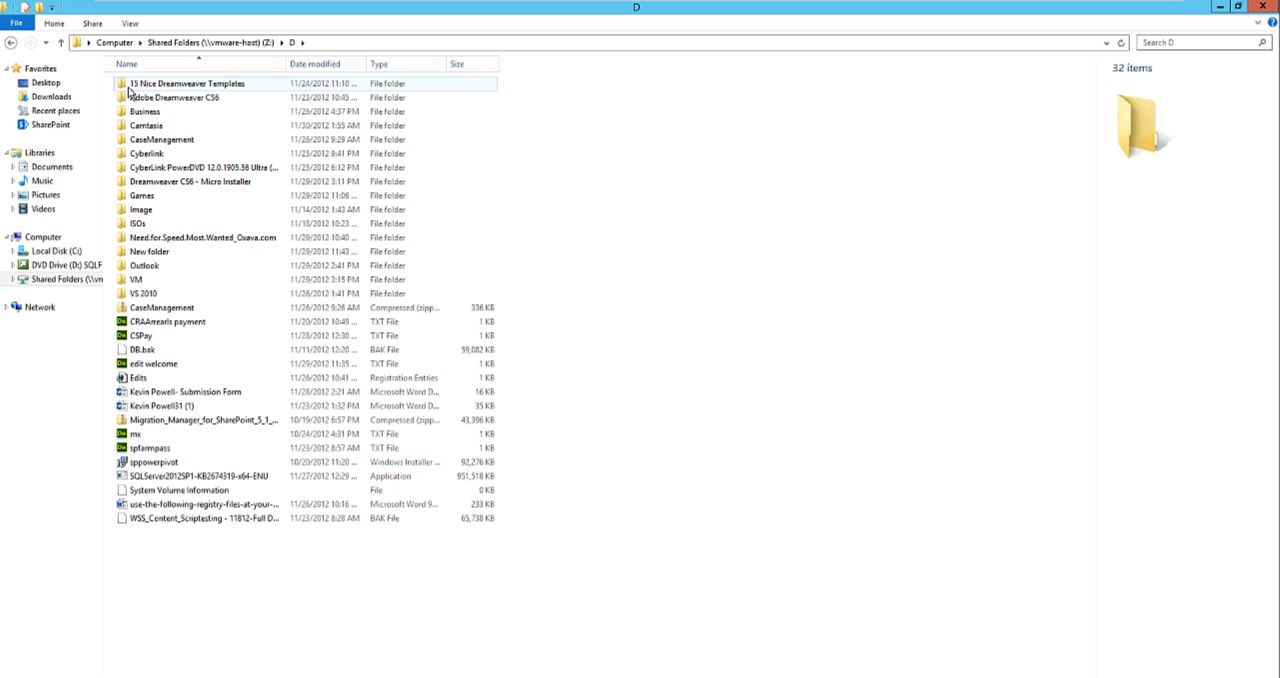 D
File Home Share View
Computer Shared Folders (\\vmware-host) (Z:) D Search D
Name Date modified Type Size
32 items
Favorites
Desktop
Downloads
Recent places
SharePoint
Libraries
Documents
Music
Pictures
Videos
Computer
Local Disk (C:)
DVD Drive (D:) SQLF
Shared Folders (\\vm
Network
15 Nice Dreamweaver Templetes 11/24/2012 11:10 ... File folder
Adobe Dreamweaver CS6 11/23/2012 10:45 ... File folder
Business 11/26/2012 4:37 PM File folder
Camtasia 11/30/2012 1:55 AM File folder
CaseManagement 11/26/2012 9:29 AM File folder
Cyberlink 11/25/2012 9:41 PM File folder
CyberLink PowerDVD 12.0.1905.56 Ultra (... 11/25/2012 6:12 PM File folder
Dreamweaver CS6 - Micro Installer 11/29/2012 3:11 PM File folder
Games 11/29/2012 11:06 ... File folder
Image 11/14/2012 1:43 AM File folder
ISOs 11/18/2012 10:23 ... File folder
Need.for.Speed.Most.Wanted_Oxava.com 11/29/2012 10:40 ... File folder
New folder 11/29/2012 11:43 ... File folder
Outlook 11/29/2012 2:41 PM File folder
VM 11/29/2012 3:15 PM File folder
VS 2010 11/26/2012 1:41 PM File folder
CaseManagement 11/26/2012 9:26 AM Compressed (zipp... 336 KB
CRAArrearls payment 11/20/2012 10:49 ... TXT File 1 KB
CSPay 11/28/2012 12:30 ... TXT File 1 KB
DB.bak 11/11/2012 12:20 ... BAK File 59,082 KB
edit welcome 11/29/2012 11:35 ... TXT File 1 KB
Edits 11/26/2012 10:41 ... Registration Entries 1 KB
Kevin Powell- Submission Form 11/28/2012 2:21 AM Microsoft Word D... 16 KB
Kevin Powell31 (1) 11/23/2012 1:32 PM Microsoft Word D... 35 KB
Migration_Manager_for_SharePoint_5_1_... 10/19/2012 6:57 PM Compressed (zipp... 43,396 KB
mx 10/24/2012 4:31 PM TXT File 1 KB
spfarmpass 11/23/2012 8:57 AM TXT File 1 KB
sppowerpivot 10/20/2012 11:20 ... Windows Installer ... 92,276 KB
SQLServer2012SP1-KB2674319-x64-ENU 11/27/2012 12:29 ... Application 951,518 KB
System Volume Information File 0 KB
use-the-following-registry-files-at-your-... 11/26/2012 10:16 ... Microsoft Word 9... 233 KB
WSS_Content_Scriptesting - 11812-Full D... 11/23/2012 8:28 AM BAK File 65,738 KB